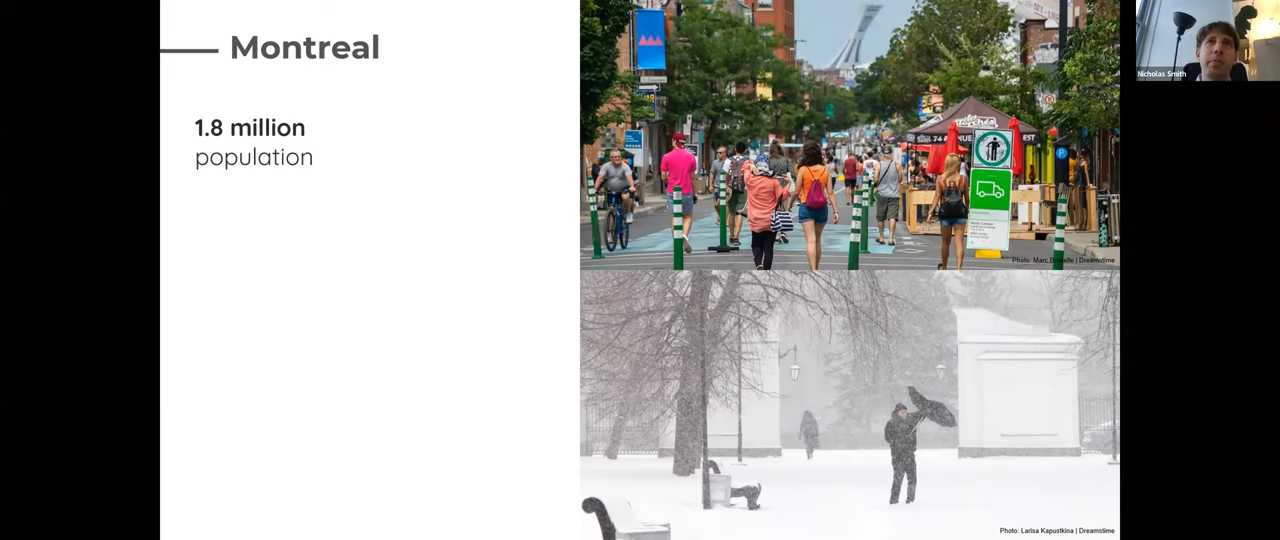 Montreal
1.8 million
population
Photo: Marc Bruxelle | Dreamstime
Photo: Larisa Kapustkina | Dreamstime
Nicholas Smith